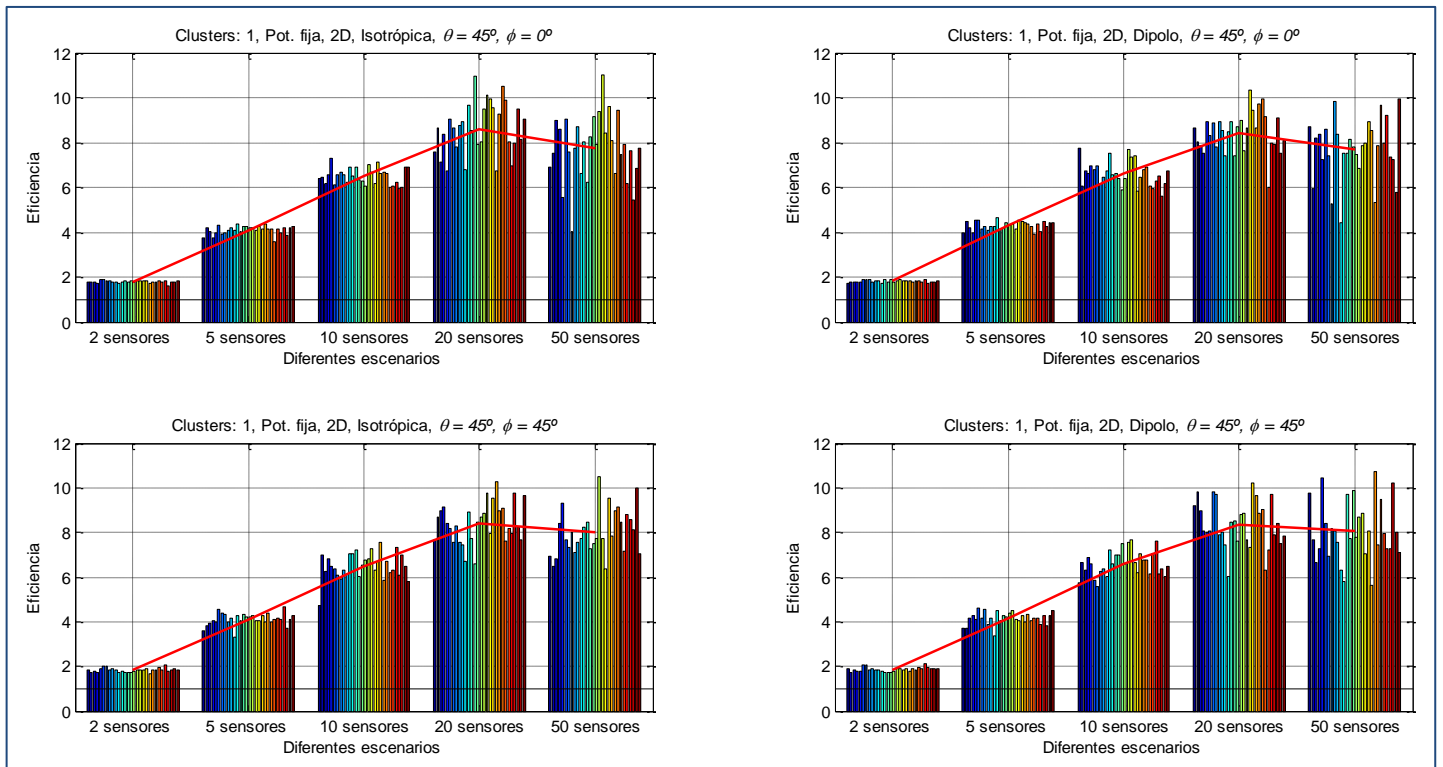 Clusters: 1, Pot. fija, 2D, Isotrópica, θ = 45º, ϕ = 0º
12
10
8
6
4
2
0
Eficiencia
2 sensores 5 sensores 10 sensores 20 sensores 50 sensores
Diferentes escenarios
Clusters: 1, Pot. fija, 2D, Dipolo, θ = 45º, ϕ = 0º
12
10
8
6
4
2
0
Eficiencia
2 sensores 5 sensores 10 sensores 20 sensores 50 sensores
Diferentes escenarios
Clusters: 1, Pot. fija, 2D, Isotrópica, θ = 45º, ϕ = 45º
12
10
8
6
4
2
0
Eficiencia
2 sensores 5 sensores 10 sensores 20 sensores 50 sensores
Diferentes escenarios
Clusters: 1, Pot. fija, 2D, Dipolo, θ = 45º, ϕ = 45º
12
10
8
6
4
2
0
Eficiencia
2 sensores 5 sensores 10 sensores 20 sensores 50 sensores
Diferentes escenarios